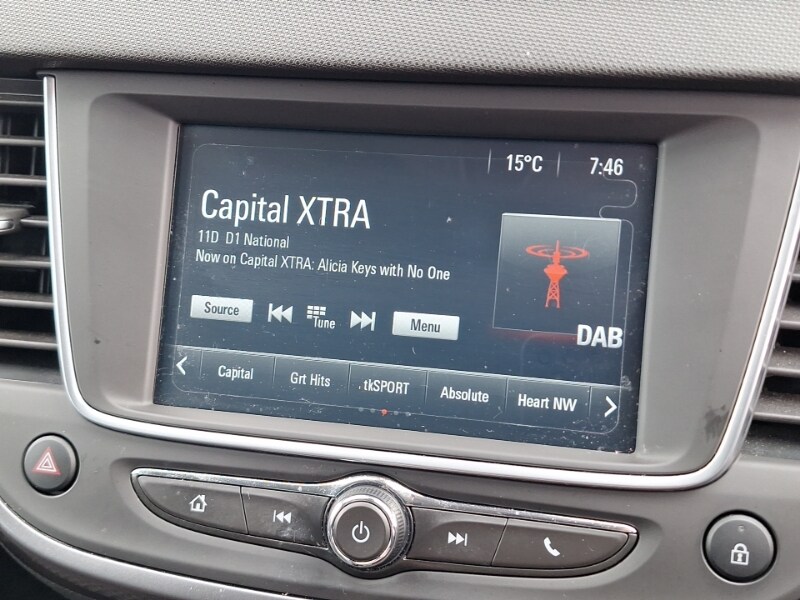 15°C 7:46
Capital XTRA
11D D1 National
Now on Capital XTRA: Alicia Keys with No One
Source Tune Menu
DAB
Capital Grt Hits tkSPORT Absolute Heart NW